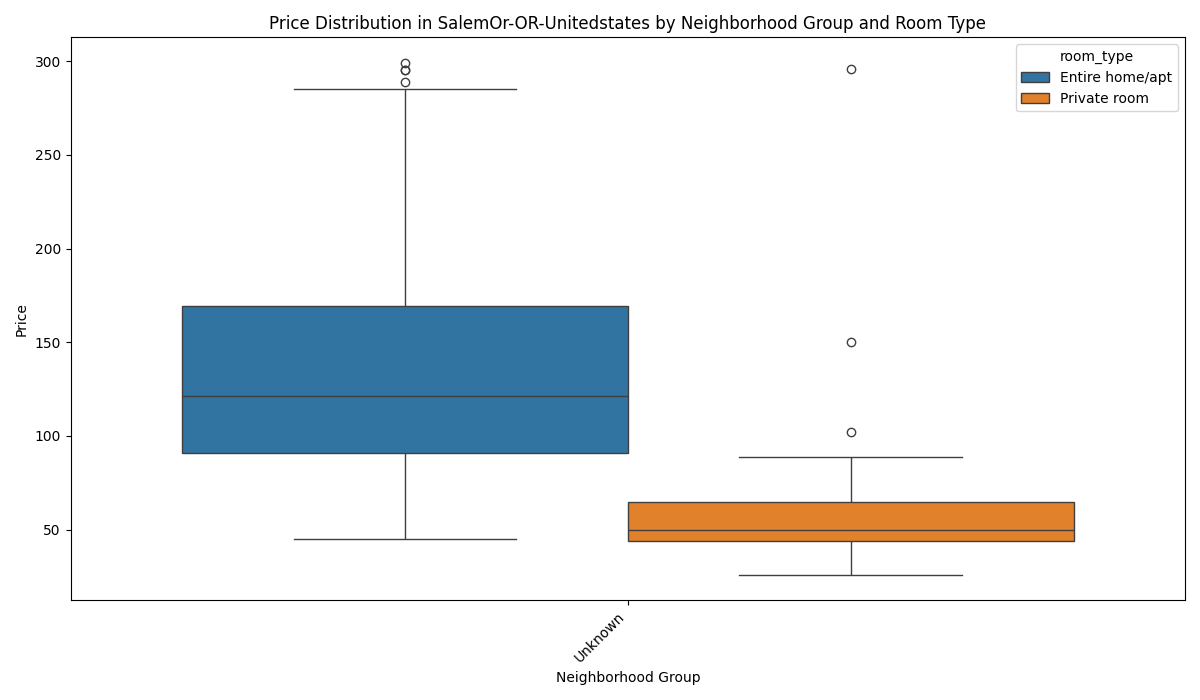 Price Distribution in SalemOr-OR-Unitedstates by Neighborhood Group and Room Type
room_type
Entire home/apt
Private room
Price
300
250
200
150
100
50
Unknown
Neighborhood Group